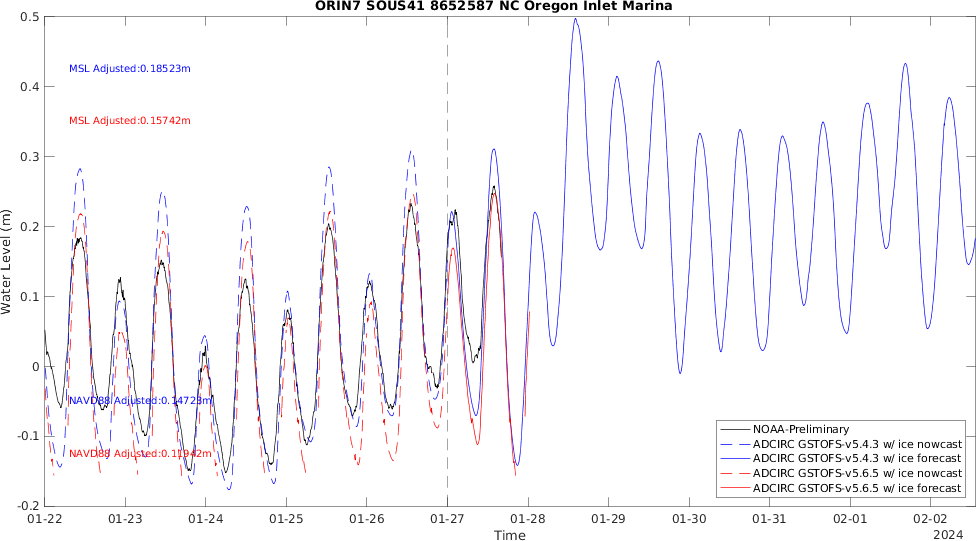 ORIN7 SOUS41 8652587 NC Oregon Inlet Marina
0.5
0.4
0.3
0.2
0.1
0
-0.1
-0.2
Water Level (m)
MSL Adjusted:0.18523m
MSL Adjusted:0.15742m
NAVD88 Adjusted:0.14723m
NAVD88 Adjusted:0.11942m
NOAA-Preliminary
ADCIRC GSTOFS-v5.4.3 w/ ice nowcast
ADCIRC GSTOFS-v5.4.3 w/ ice forecast
ADCIRC GSTOFS-v5.6.5 w/ ice nowcast
ADCIRC GSTOFS-v5.6.5 w/ ice forecast
01-22 01-23 01-24 01-25 01-26 01-27 01-28 01-29 01-30 01-31 02-01 02-02
Time
2024